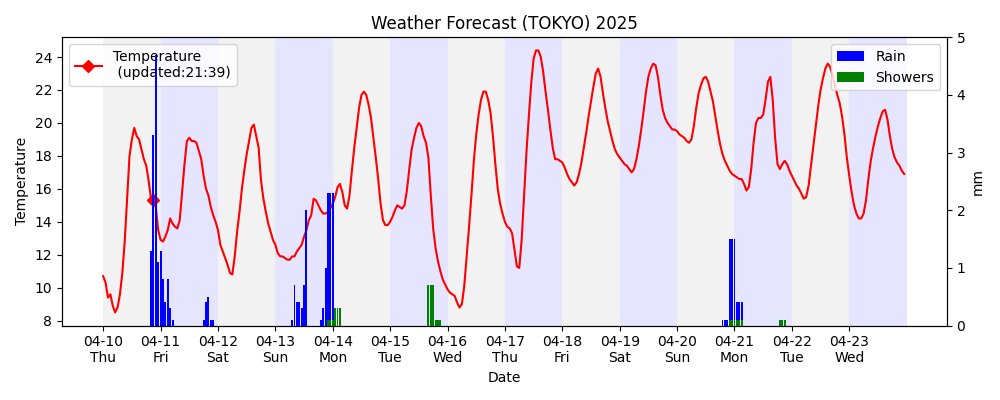 Weather Forecast (TOKYO) 2025
Temperature
(updated:21:39)
Rain
Showers
Temperature
24
22
20
18
16
14
12
10
8
5
4
3
2
1
0
mm
04-10 04-11 04-12 04-13 04-14 04-15 04-16 04-17 04-18 04-19 04-20 04-21 04-22 04-23
Thu Fri Sat Sun Mon Tue Wed Thu Fri Sat Sun Mon Tue Wed
Date